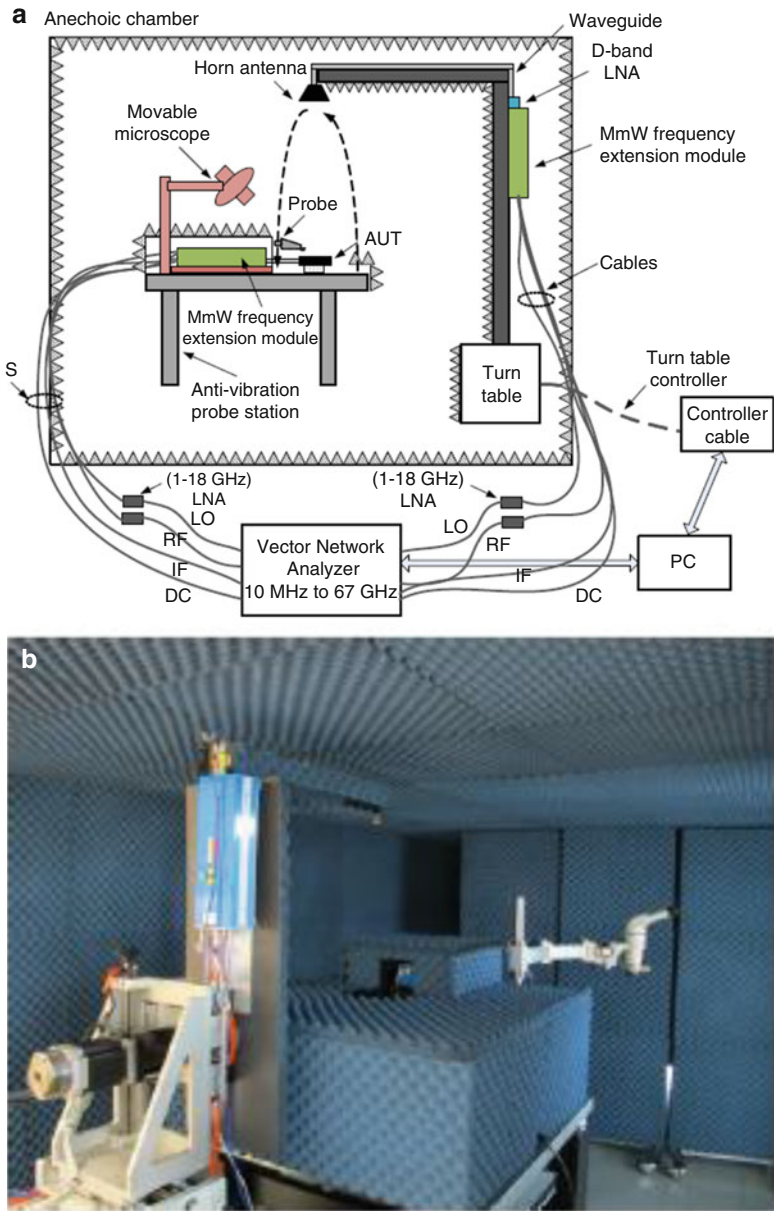 a
Anechoic chamber
Waveguide
D-band
LNA
Horn antenna
Movable
microscope
MmW frequency
extension module
Probe
AUT
Cables
MmW frequency
extension module
S
Anti-vibration
probe station
Turn
table
Turn table
controller
Controller
cable
(1-18 GHz)
LNA
(1-18 GHz)
LNA
LO
LO
RF
RF
Vector Network
Analyzer
10 MHz to 67 GHz
PC
IF
IF
DC
DC
b